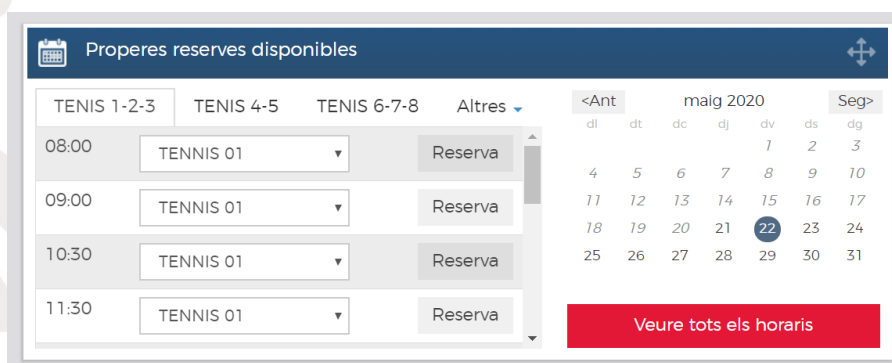 Properes reserves disponibles
TENIS 1-2-3 TENIS 4-5 TENIS 6-7-8 Altres
08:00 TENNIS 01 Reserva
09:00 TENNIS 01 Reserva
10:30 TENNIS 01 Reserva
11:30 TENNIS 01 Reserva
<Ant maig 2020 Seg>
dl dt dc dj dv ds dg
1 2 3
4 5 6 7 8 9 10
11 12 13 14 15 16 17
18 19 20 21 22 23 24
25 26 27 28 29 30 31
Veure tots els horaris